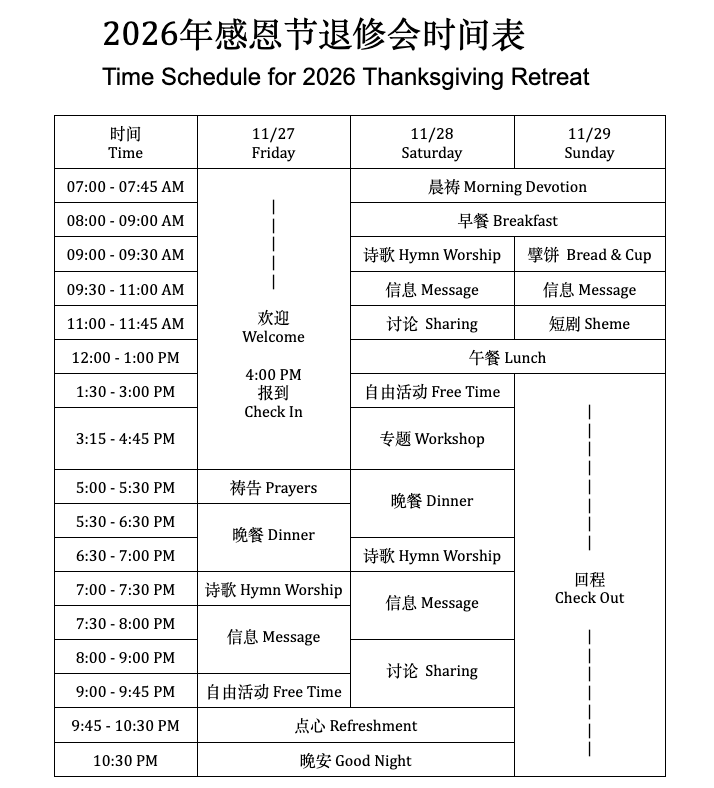 2026年感恩节退修会时间表
Time Schedule for 2026 Thanksgiving Retreat
时间 11/27 11/28 11/29
Time Friday Saturday Sunday
07:00 - 07:45 AM 晨祷 Morning Devotion
08:00 - 09:00 AM 早餐 Breakfast
09:00 - 09:30 AM 诗歌 Hymn Worship 擘饼 Bread & Cup
09:30 - 11:00 AM 信息 Message 信息 Message
11:00 - 11:45 AM 欢迎 讨论 Sharing 短剧 Sheme
Welcome
12:00 - 1:00 PM 午餐 Lunch
4:00 PM
1:30 - 3:00 PM 报到 自由活动 Free Time
Check In
3:15 - 4:45 PM 专题 Workshop
5:00 - 5:30 PM 祷告 Prayers 晚餐 Dinner
5:30 - 6:30 PM 晚餐 Dinner
6:30 - 7:00 PM 诗歌 Hymn Worship
回程
Check Out
7:00 - 7:30 PM 诗歌 Hymn Worship 信息 Message
7:30 - 8:00 PM 信息 Message
8:00 - 9:00 PM 讨论 Sharing
9:00 - 9:45 PM 自由活动 Free Time
9:45 - 10:30 PM 点心 Refreshment
10:30 PM 晚安 Good Night